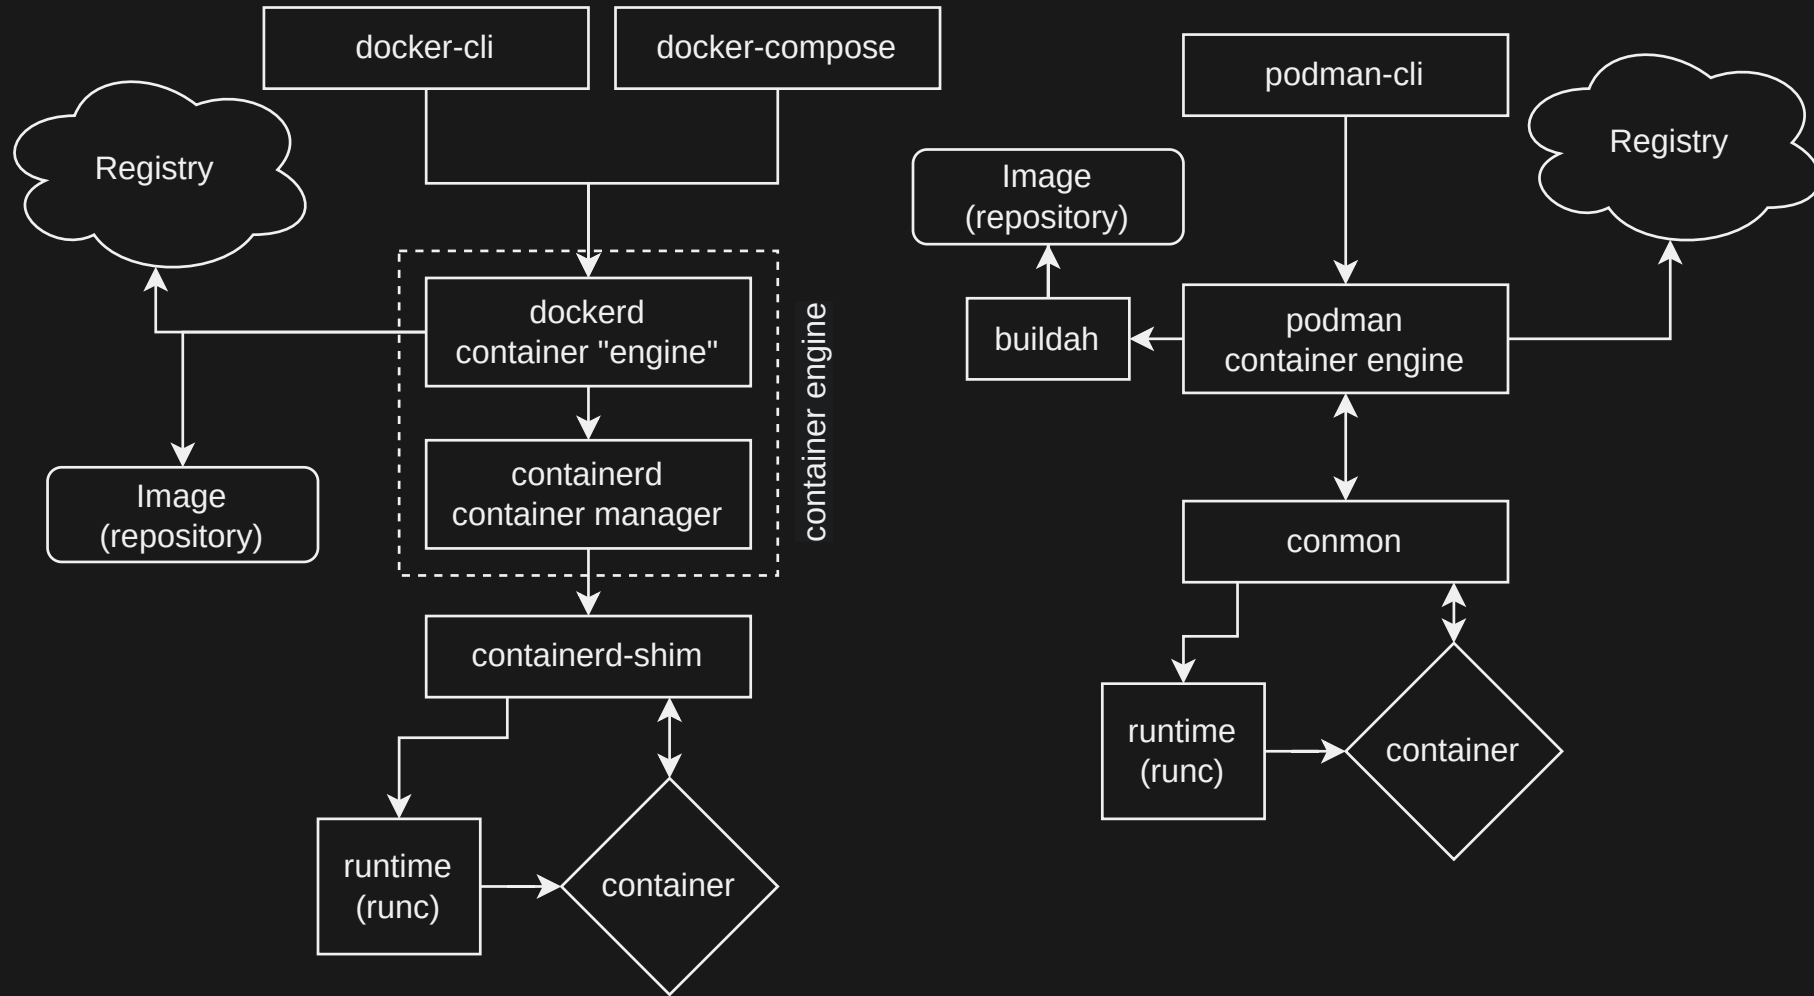 docker-cli
docker-compose
Registry
dockerd
container "engine"
container engine
containerd
container manager
Image
(repository)
containerd-shim
runtime
(runc)
container
podman-cli
Registry
Image
(repository)
buildah
podman
container engine
conmon
runtime
(runc)
container